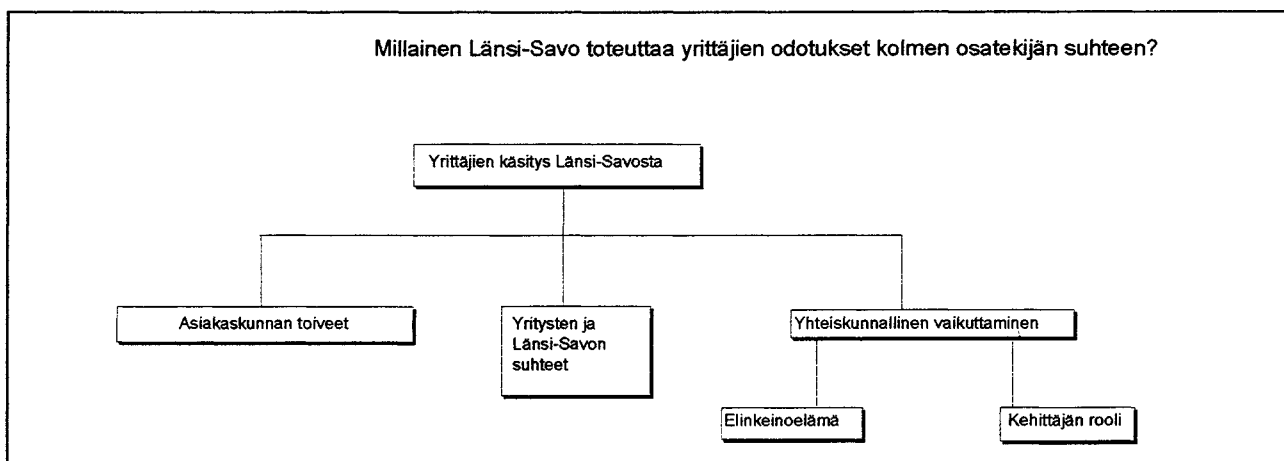 Millainen Länsi-Savo toteuttaa yrittäjien odotukset kolmen osatekijän suhteen?
Yrittäjien käsitys Länsi-Savosta
Asiakaskunnan toiveet
Yritysten ja
Länsi-Savon
suhteet
Yhteiskunnallinen vaikuttaminen
Elinkeinoelämä
Kehittäjän rooli